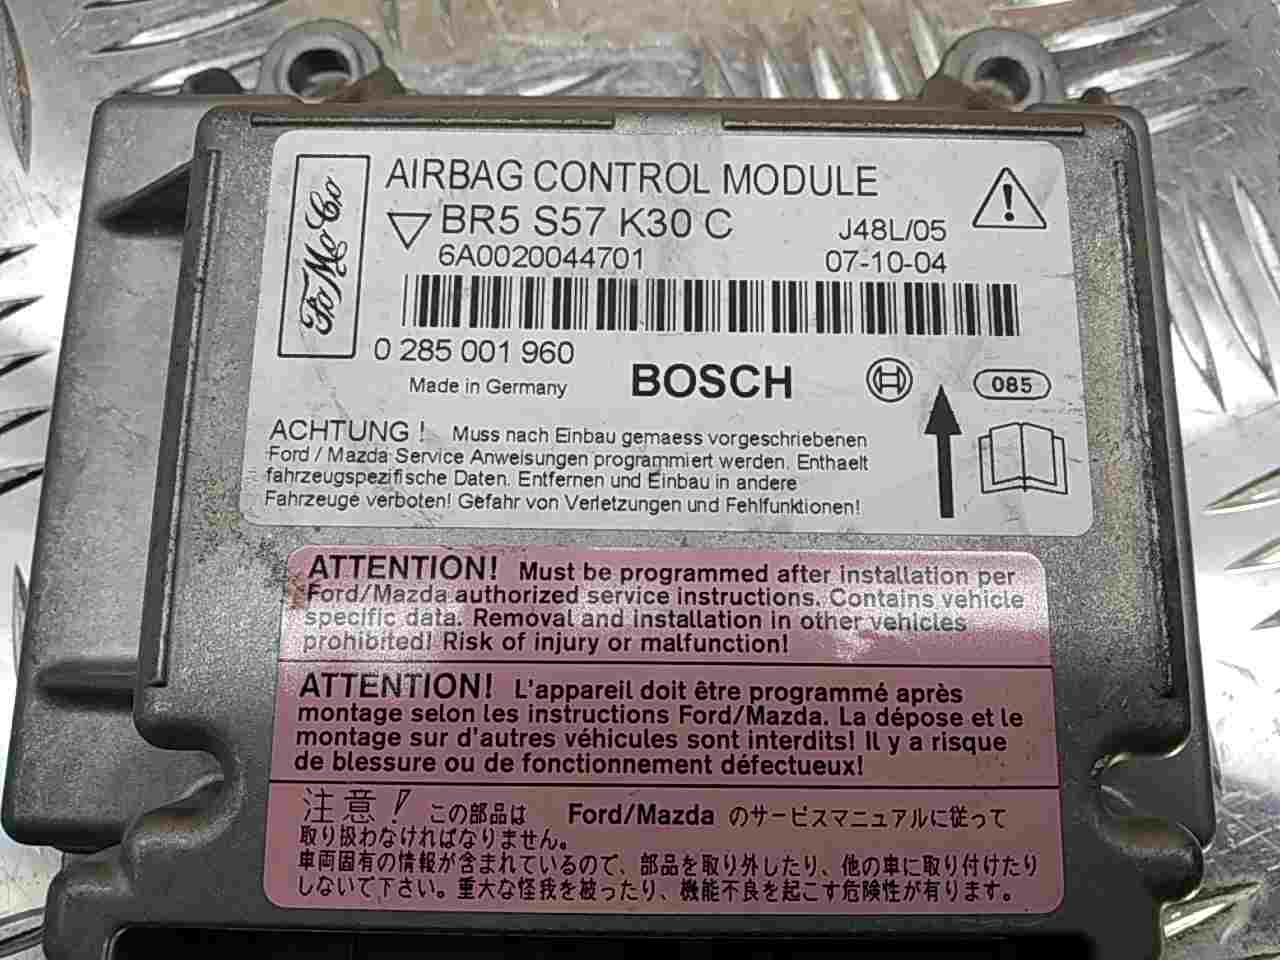 FoMoCo
AIRBAG CONTROL MODULE
BR5 S57 K30 C
J48L/05
6A0020044701
07-10-04
0 285 001 960
Made in Germany
BOSCH
085
ACHTUNG ! Muss nach Einbau gemaess vorgeschriebenen
Ford / Mazda Service Anweisungen programmiert werden. Enthaelt
fahrzeugspezifische Daten. Entfernen und Einbau in andere
Fahrzeuge verboten! Gefahr von Verletzungen und Fehlfunktionen!
ATTENTION! Must be programmed after installation per
Ford/Mazda authorized service instructions. Contains vehicle
specific data. Removal and installation in other vehicles
prohibited! Risk of injury or malfunction!
ATTENTION! L'appareil doit être programmé après
montage selon les instructions Ford/Mazda. La dépose et le
montage sur d'autres véhicules sont interdits! Il y a risque
de blessure ou de fonctionnement défectueux!
注意! この部品は Ford/Mazda のサービスマニュアルに従って
取り扱わなければなりません。
車両固有の情報が含まれているので、部品を取り外したり、他の車に取り付けたり
しないで下さい。重大な怪我を被ったり、機能不良を起こす危険性が有ります。